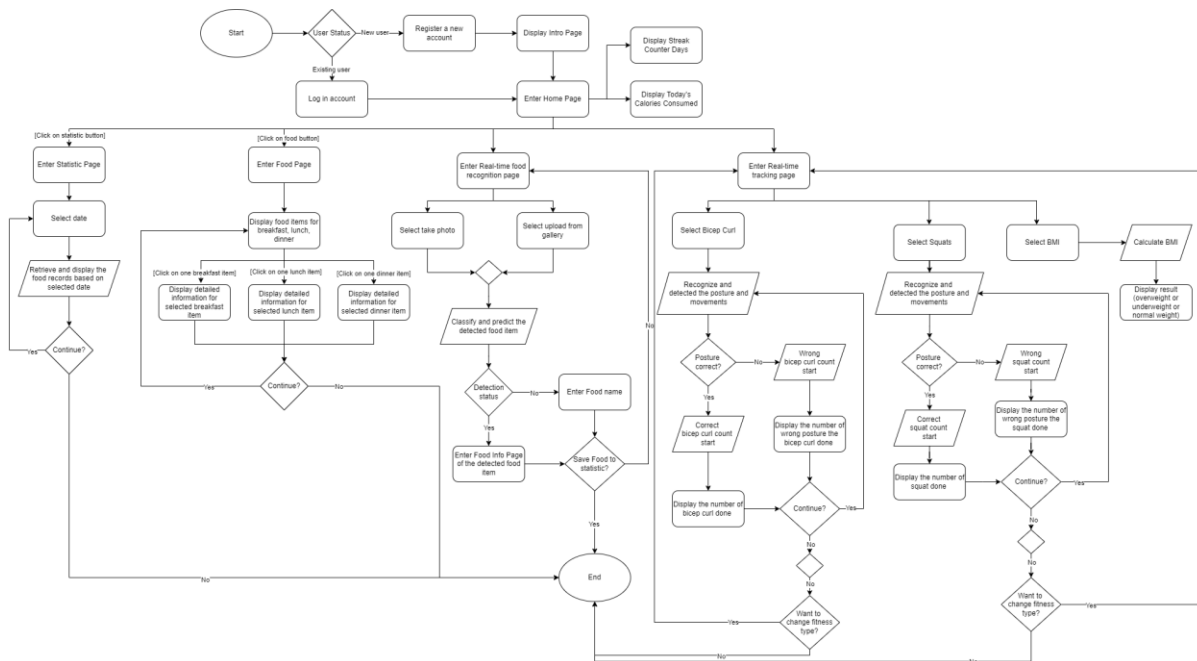 Start
User Status
New user
Register a new
account
Display Intro Page
Display Streak
Counter Days
Existing user
Log in account
Enter Home Page
Display Today's
Calories Consumed
[Click on statistic button]
[Click on food button]
Enter Statistic Page
Enter Food Page
Enter Real-time food
recognition page
Enter Real-time
tracking page
Select date
Display food items for
breakfast, lunch,
dinner
Select take photo
Select upload from
gallery
Select Bicep Curl
Select Squats
Select BMI
Calculate BMI
Retrieve and display the
food records based on
selected date
[Click on one breakfast item]
[Click on one lunch item]
[Click on one dinner item]
Display detailed
information for
selected breakfast
item
Display detailed
information for
selected lunch item
Display detailed
information for
selected dinner item
Recognize and
detected the posture and
movements
Recognize and
detected the posture and
movements
Display result
(overweight or
underweight or
normal weight)
Classify and predict the
detected food item
No
Continue?
Yes
Continue?
Yes
No
Detection
status
No
Enter Food name
Yes
Enter Food Info Page
of the detected food
item
Save Food to
statistic?
Yes
Posture
correct?
No
Wrong
bicep curl count
start
Yes
Correct
bicep curl count
start
Display the number of
wrong posture the
bicep curl done
Display the number of
bicep curl done
Continue?
Yes
No
No
Want to
change fitness
type?
Yes
No
Posture
correct?
No
Wrong
squat count
start
Yes
Correct
squat count
start
Display the number of
wrong posture the
squat done
Display the number of
squat done
Continue?
Yes
No
No
Want to
change fitness
type?
Yes
No
No
End